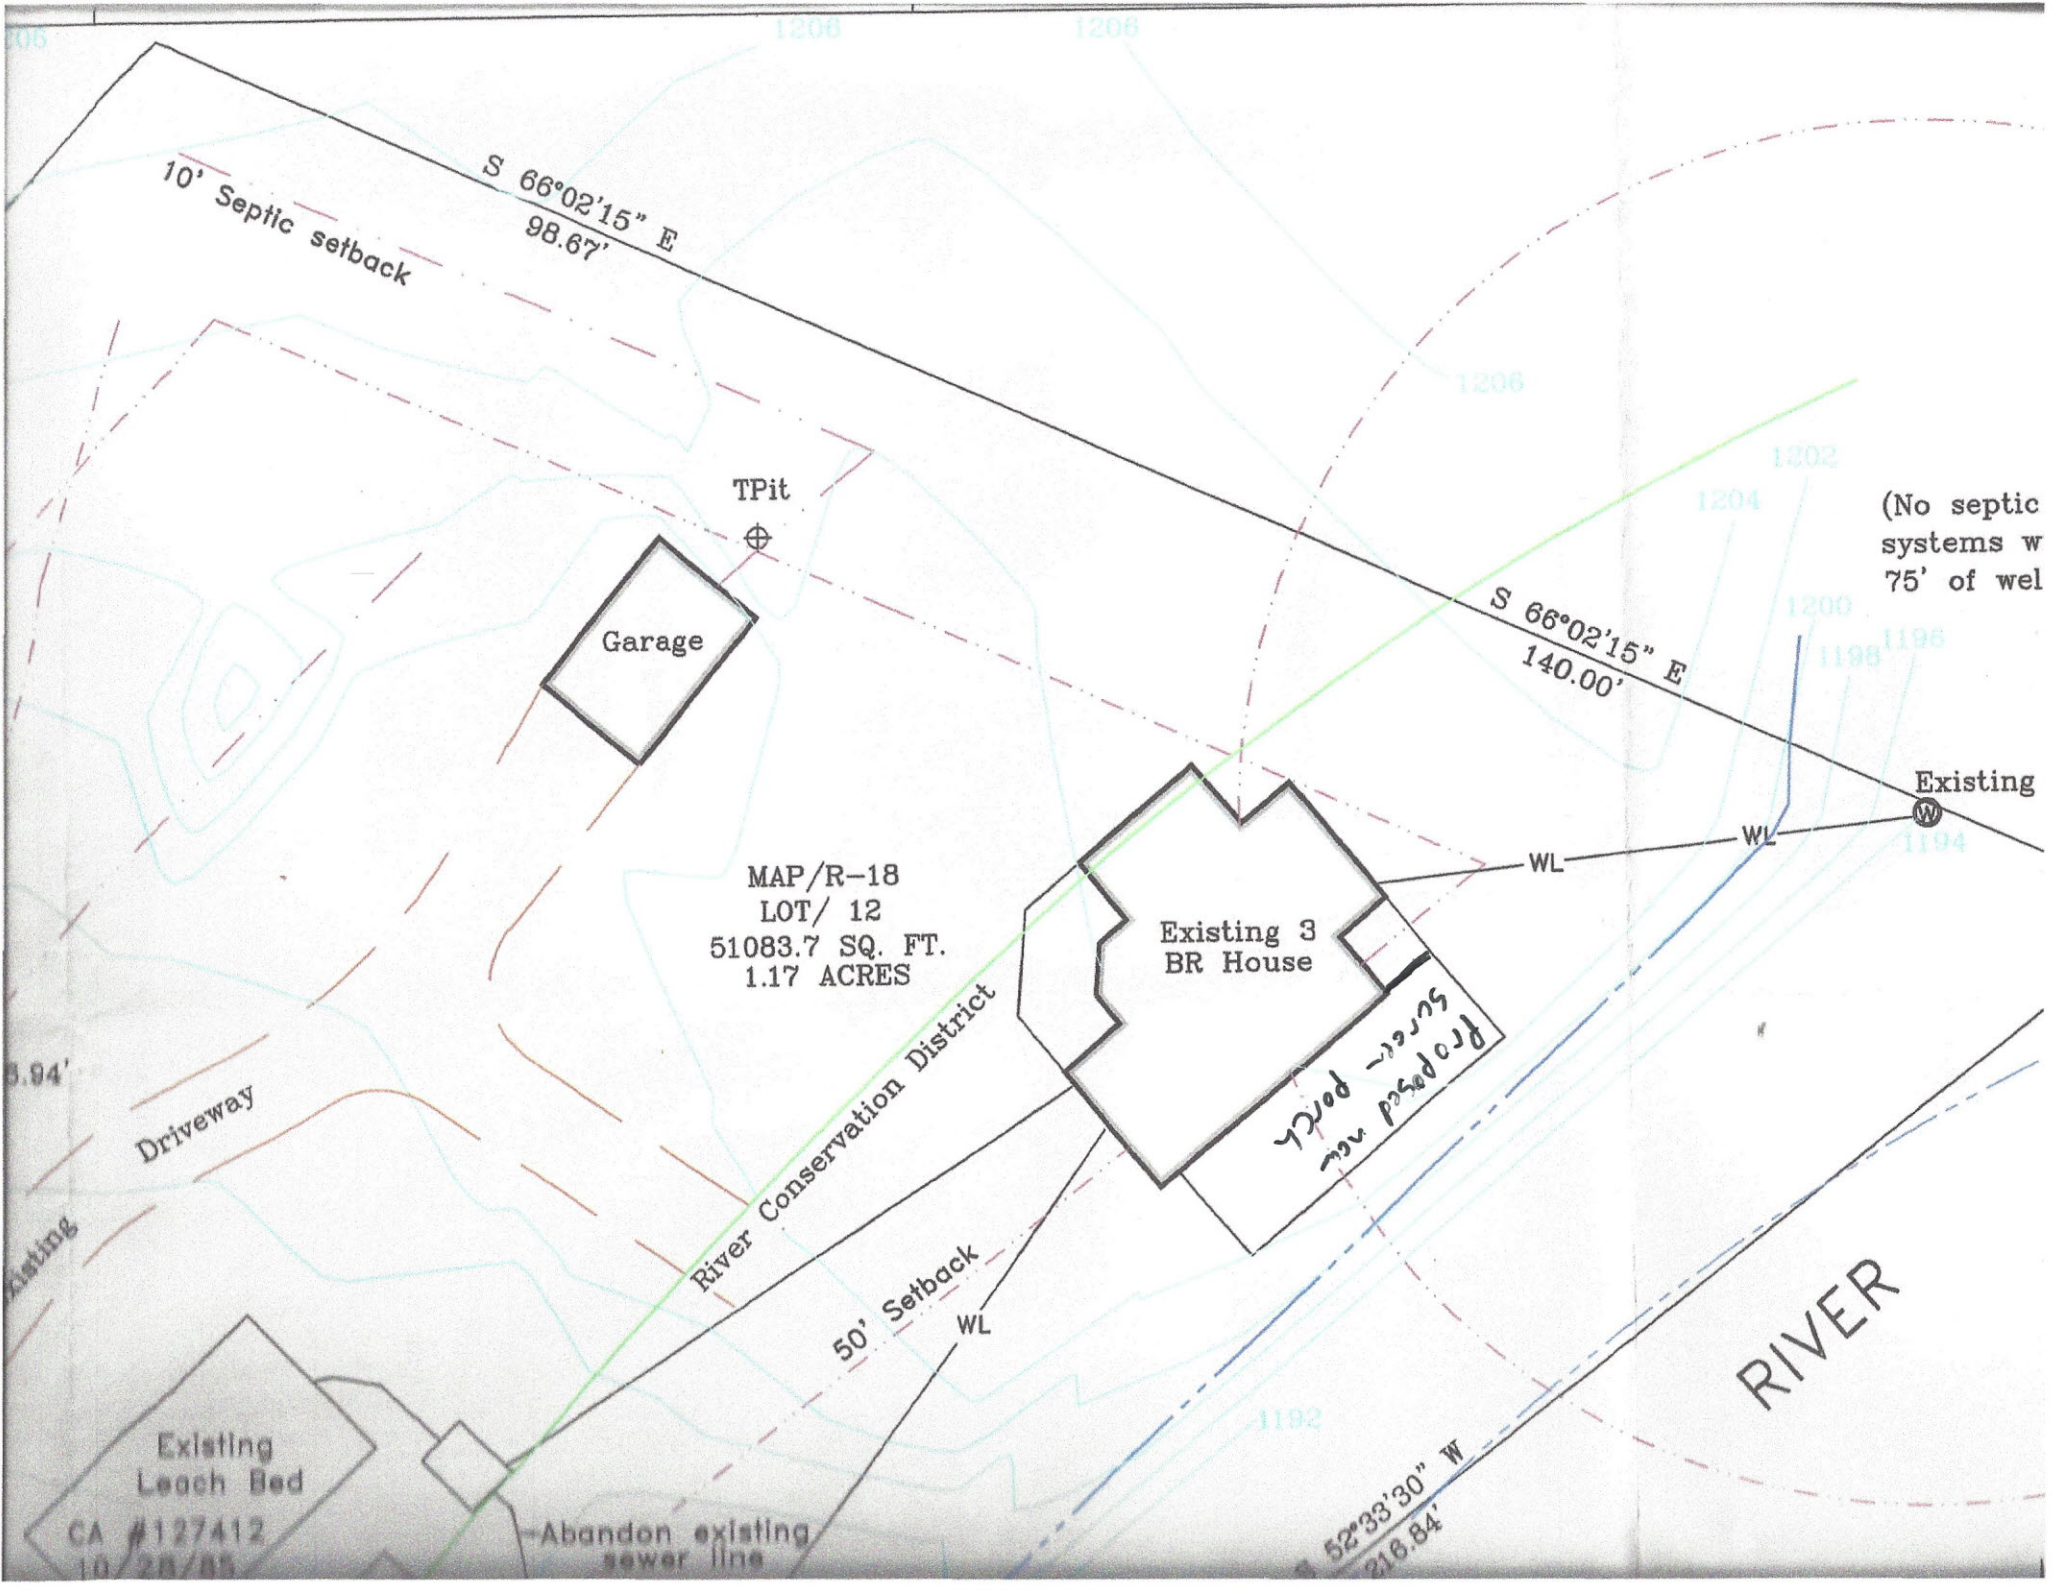 1206
1206
10' Septic setback
S 66°02'15" E
98.67'
1206
1202
1204
TPit
(No septic
systems w
75' of wel
Garage
S 66°02'15" E
140.00'
1200
1198
1196
Existing
W
WL
WL
1194
MAP/R-18
LOT/ 12
51083.7 SQ. FT.
1.17 ACRES
Existing 3
BR House
Proposed new
screen porch
River Conservation District
Driveway
50' Setback
WL
RIVER
1192
Existing
Leach Bed
CA #127412
10/28/85
Abandon existing
sewer line
52°33'30" W
216.84'